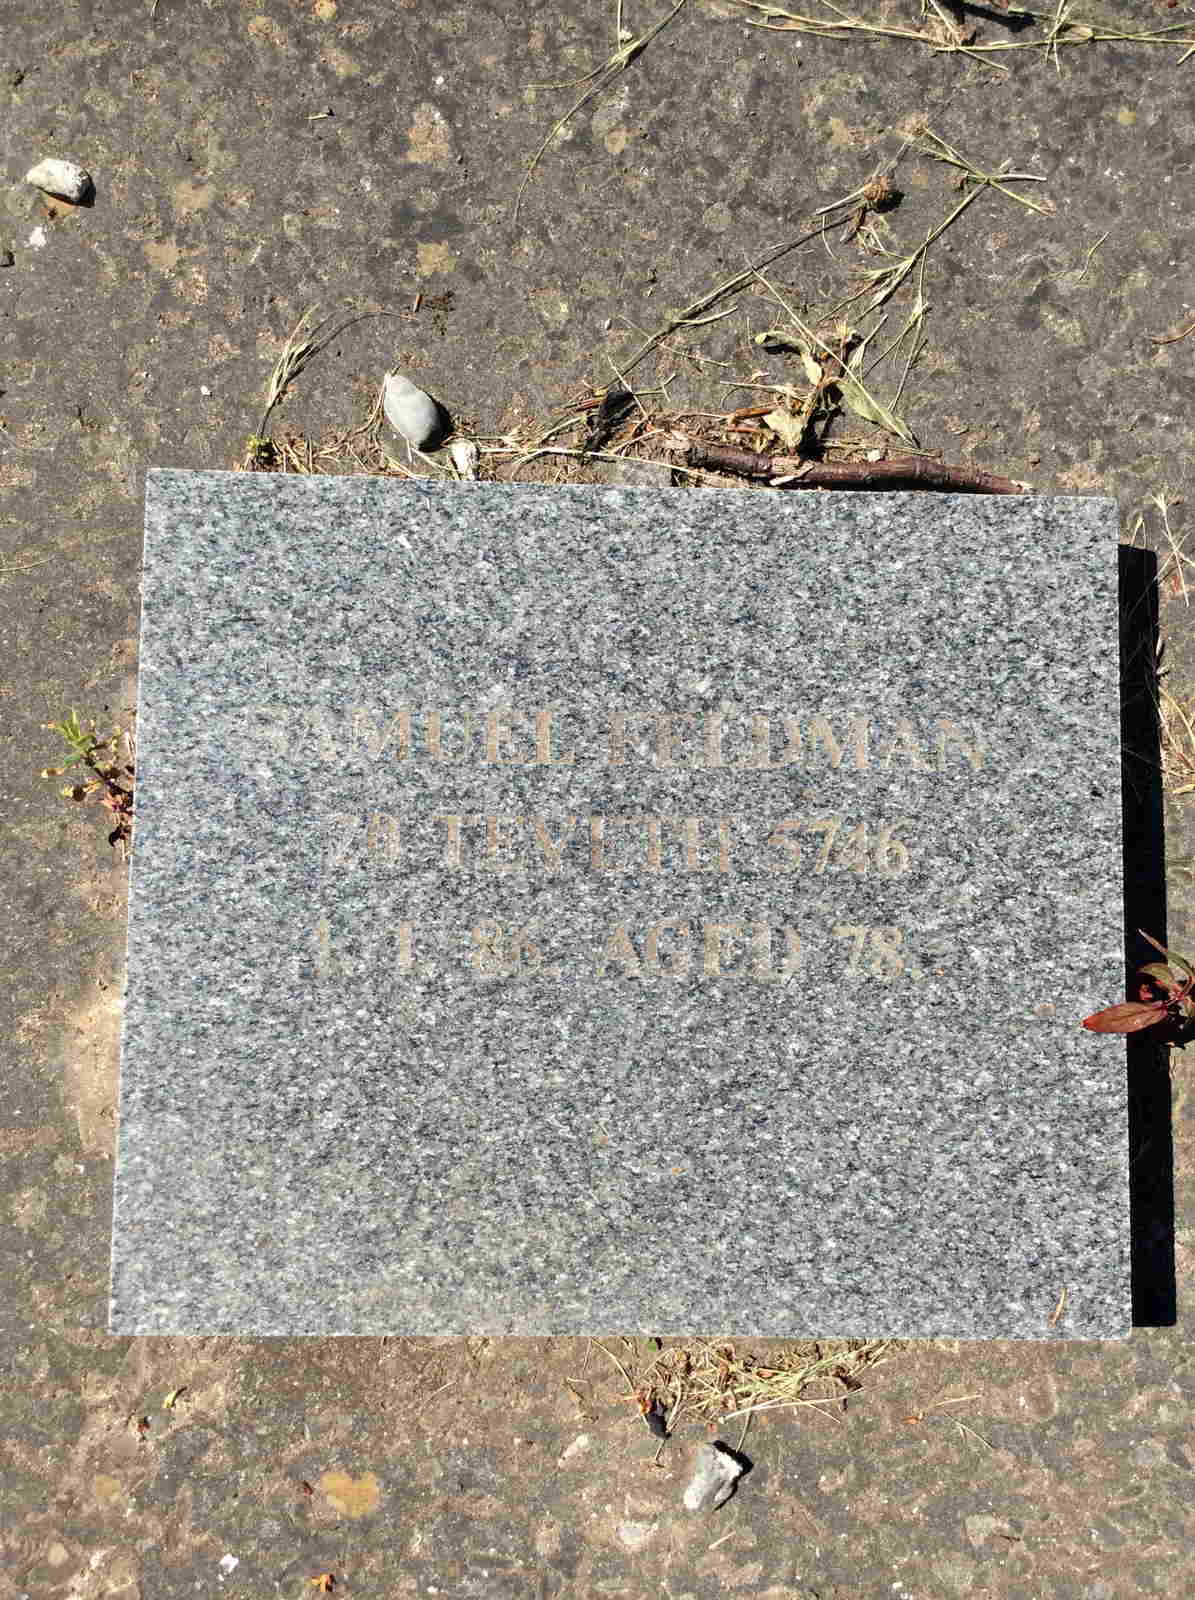 SAMUEL FELDMAN
20 TEVETH 5746
1. 1. 86. AGED 78.